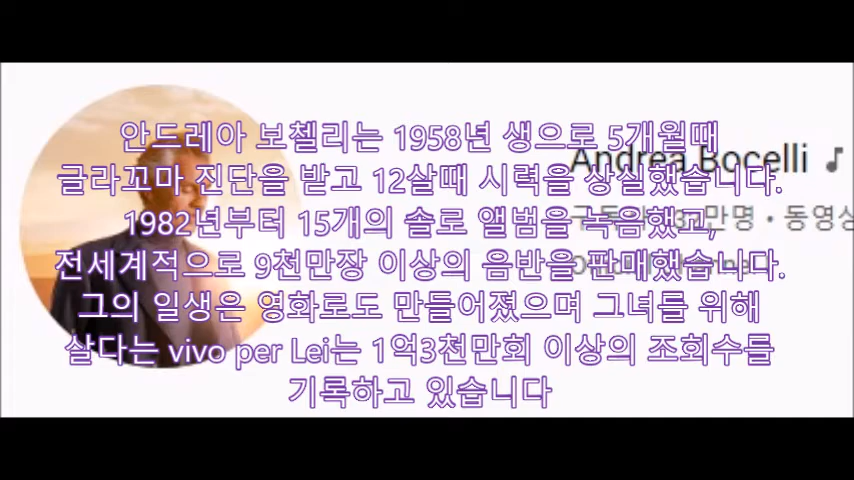 안드레아 보첼리는 1958년 생으로 5개월때
Andrea Bocelli ♪
글라꼬마 진단을 받고 12살때 시력을 상실했습니다.
1982년부터 15개의 솔로 앨범을 녹음했고,
만명 • 동영상
전세계적으로 9천만장 이상의 음반을 판매했습니다.
그의 일생은 영화로도 만들어졌으며 그녀를 위해
살다는 vivo per Lei는 1억3천만회 이상의 조회수를
기록하고 있습니다